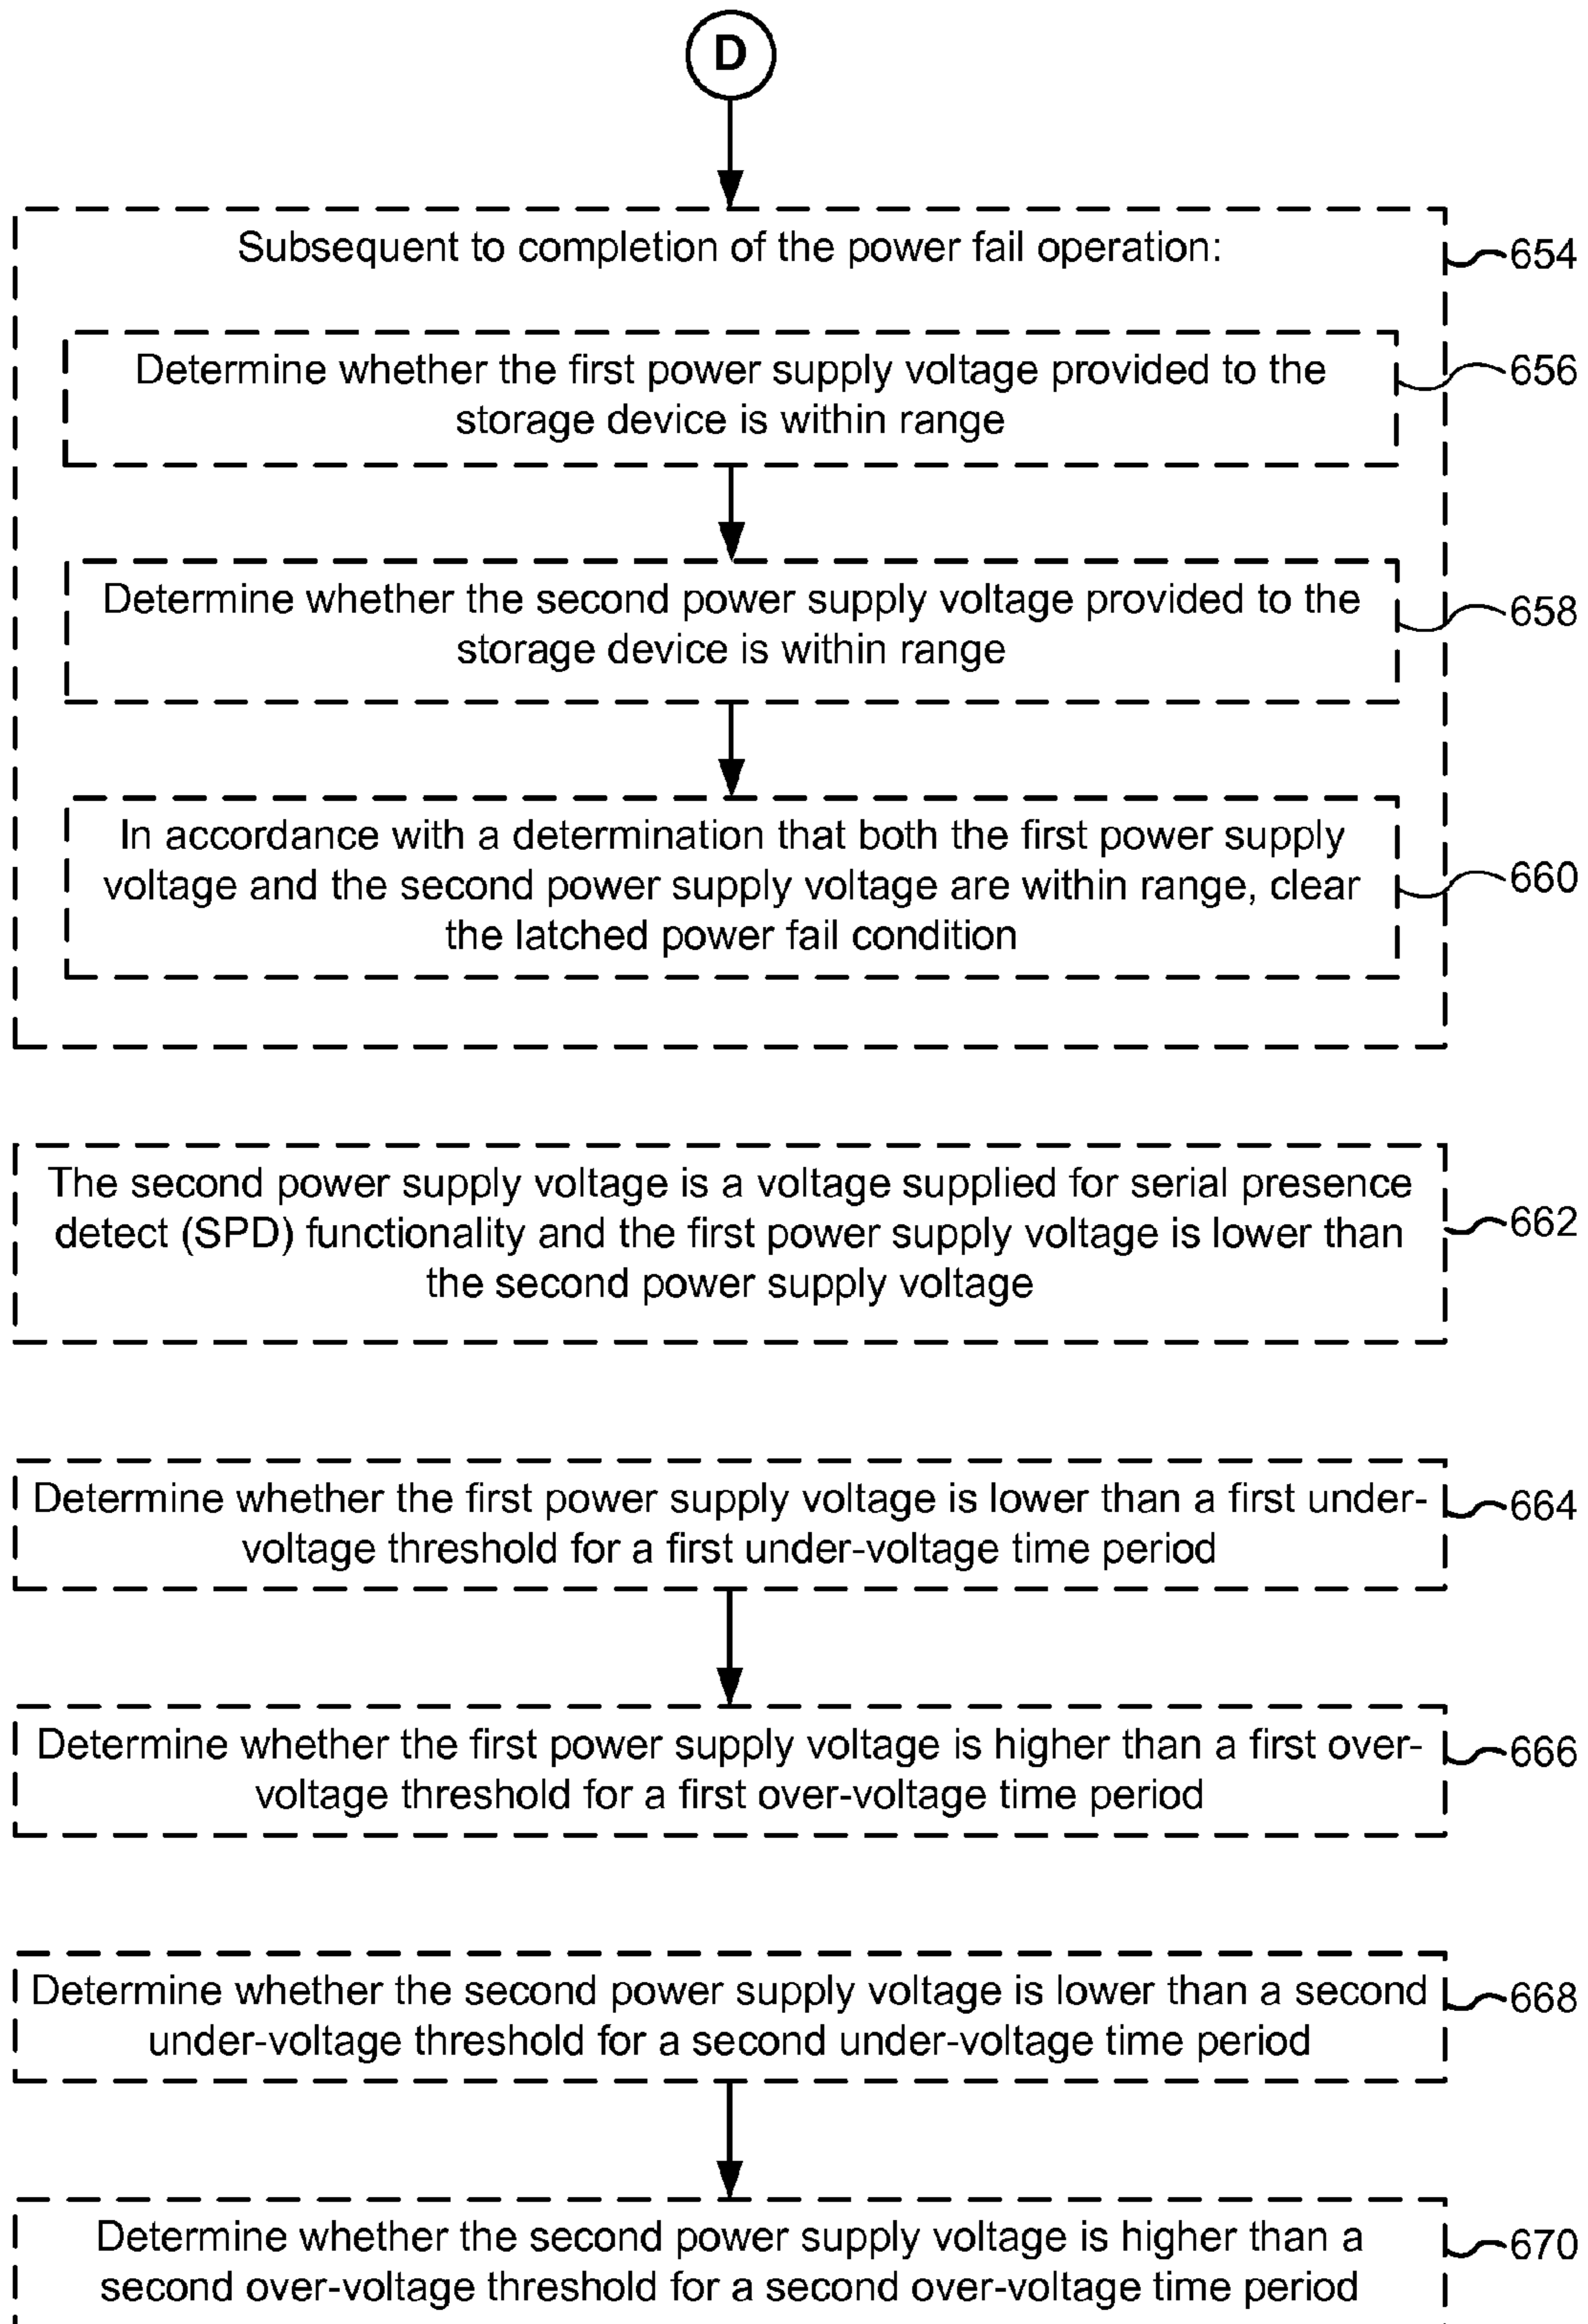 D
Subsequent to completion of the power fail operation:
654
Determine whether the first power supply voltage provided to the
storage device is within range
656
Determine whether the second power supply voltage provided to the
storage device is within range
658
In accordance with a determination that both the first power supply
voltage and the second power supply voltage are within range, clear
the latched power fail condition
660
The second power supply voltage is a voltage supplied for serial presence
detect (SPD) functionality and the first power supply voltage is lower than
the second power supply voltage
662
Determine whether the first power supply voltage is lower than a first under-
voltage threshold for a first under-voltage time period
664
Determine whether the first power supply voltage is higher than a first over-
voltage threshold for a first over-voltage time period
666
Determine whether the second power supply voltage is lower than a second
under-voltage threshold for a second under-voltage time period
668
Determine whether the second power supply voltage is higher than a
second over-voltage threshold for a second over-voltage time period
670